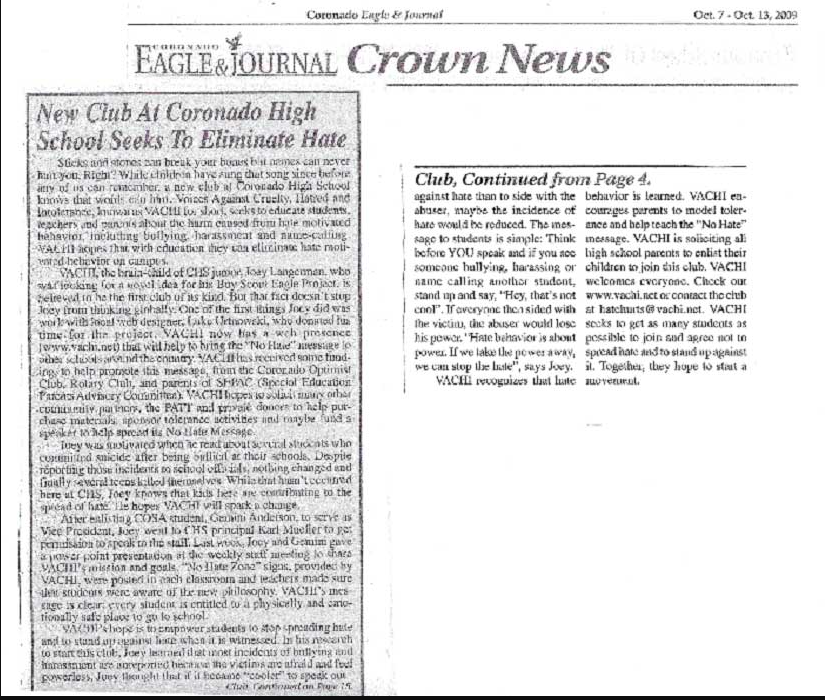 Coronado Eagle & Journal
Oct. 7 - Oct. 13, 2009
CORONADO
EAGLE & JOURNAL Crown News
New Club At Coronado High
School Seeks To Eliminate Hate
Sticks and stones can break your bones but names can never
hurt you, Right? While children have sung that song since before
any of us can remember, a new club at Coronado High School
knows that words can hurt. Voices Against Cruelty, Hatred and
Intolerance, known as VACHI for short, seeks to educate students,
teachers and parents about the harm caused from hate motivated
behavior, including bullying, harassment and name-calling.
VACHI hopes that with education they can eliminate hate moti-
vated behavior on campus.
VACHI, the brain-child of CHS junior, Joey Langerman, who
was looking for a novel idea for his Boy Scout Eagle Project, is
believed to be the first club of its kind. But that fact doesn't stop
Joey from thinking globally. One of the first things Joey did was
work with local web designer, Luke who donated his
time for the project. VACHI now has a web presence
(www.vachi.net) that will help to bring the "No Hate" message to
other schools around the country. VACHI has received some fund-
ing, to help promote this message, from the Coronado Optimist
Club, Rotary Club, and parents of SEPAC (Special Education
Parents Advisory Committee). VACHI hopes to solicit many other
community partners, the PATT and private donors to help pur-
chase materials, sponsor tolerance activities and maybe fund a
speaker to help spread its No Hate Message.
Joey was motivated when he read about several students who
committed suicide after being bullied at their schools. Despite
reporting those incidents to school officials, nothing changed and
finally several teens killed themselves. While that hasn't occurred
here at CHS, Joey knows that kids here are contributing to the
spread of hate. He hopes VACHI will spark a change.
After enlisting COSA student, Gemini Anderson, to serve as
Vice President, Joey went to CHS principal Karl Mueller to get
permission to speak to the staff. Last week, Joey and Gemini gave
a power point presentation at the weekly staff meeting to share
VACHI's mission and goals. "No Hate Zone" signs, provided by
VACHI, were posted in each classroom and teachers made sure
that students were aware of the new philosophy. VACHI's mes-
sage is clear: every student is entitled to a physically and emo-
tionally safe place to go to school.
VACHI's hope is to empower students to stop spreading hate
and to stand up against hate when it is witnessed. In his research
to start this club, Joey learned that most incidents of bullying and
harassment are unreported because the victims are afraid and feel
powerless. Joey thought that if it became "cooler" to speak out
Club, Continued on Page 15.
Club, Continued from Page 4.
against hate than to side with the
abuser, maybe the incidence of
hate would be reduced. The mes-
sage to students is simple: Think
before YOU speak and if you see
someone bullying, harassing or
name calling another student,
stand up and say, "Hey, that's not
cool". If everyone then sided with
the victim, the abuser would lose
his power. "Hate behavior is about
power. If we take the power away,
we can stop the hate", says Joey.
VACHI recognizes that hate
behavior is learned. VACHI en-
courages parents to model toler-
ance and help teach the "No Hate"
message. VACHI is soliciting all
high school parents to enlist their
children to join this club. VACHI
welcomes everyone. Check out
www.vachi.net or contact the club
at hatehurts@vachi.net. VACHI
seeks to get as many students as
possible to join and agree not to
spread hate and to stand up against
it. Together, they hope to start a
movement.